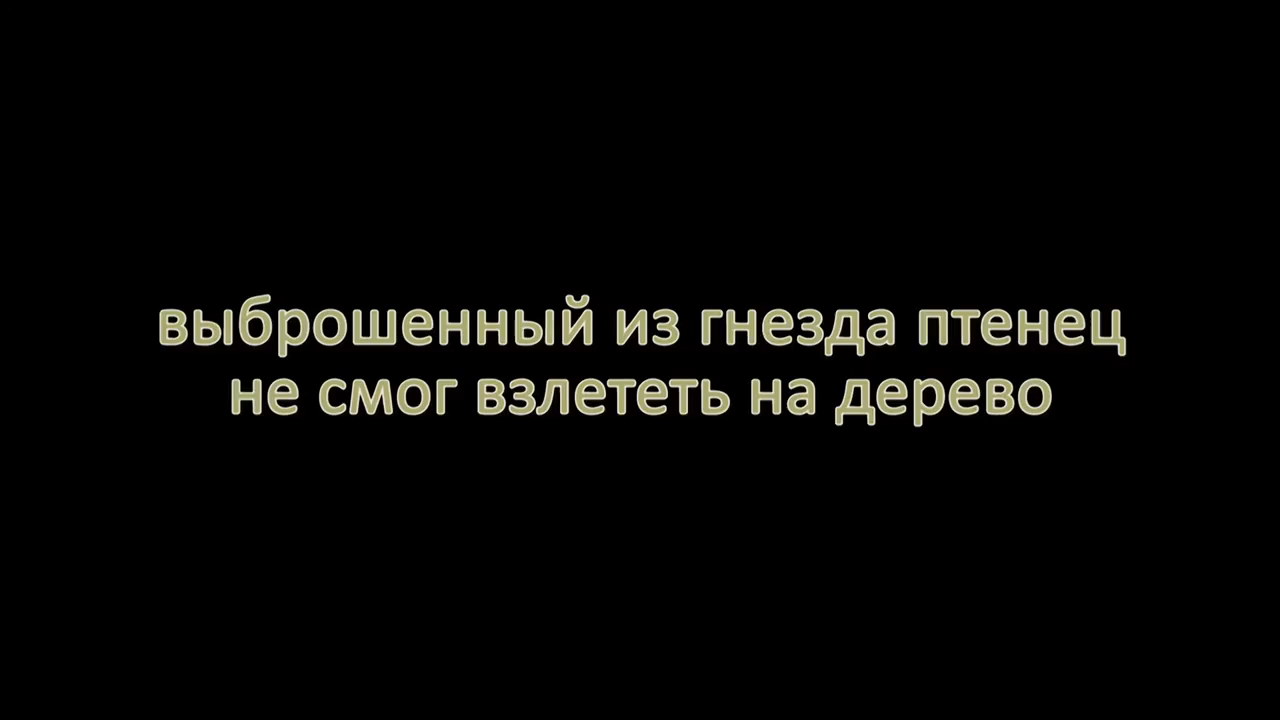 выброшенный из гнезда птенец
не смог взлететь на дерево